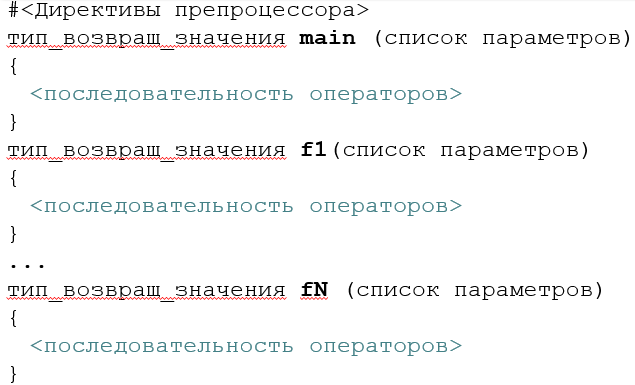 #<Директивы препроцессора>
тип_возвращ_значения main (список параметров)
{
<последовательность операторов>
}
тип_возвращ_значения f1(список параметров)
{
<последовательность операторов>
}
...
тип_возвращ_значения fN (список параметров)
{
<последовательность операторов>
}